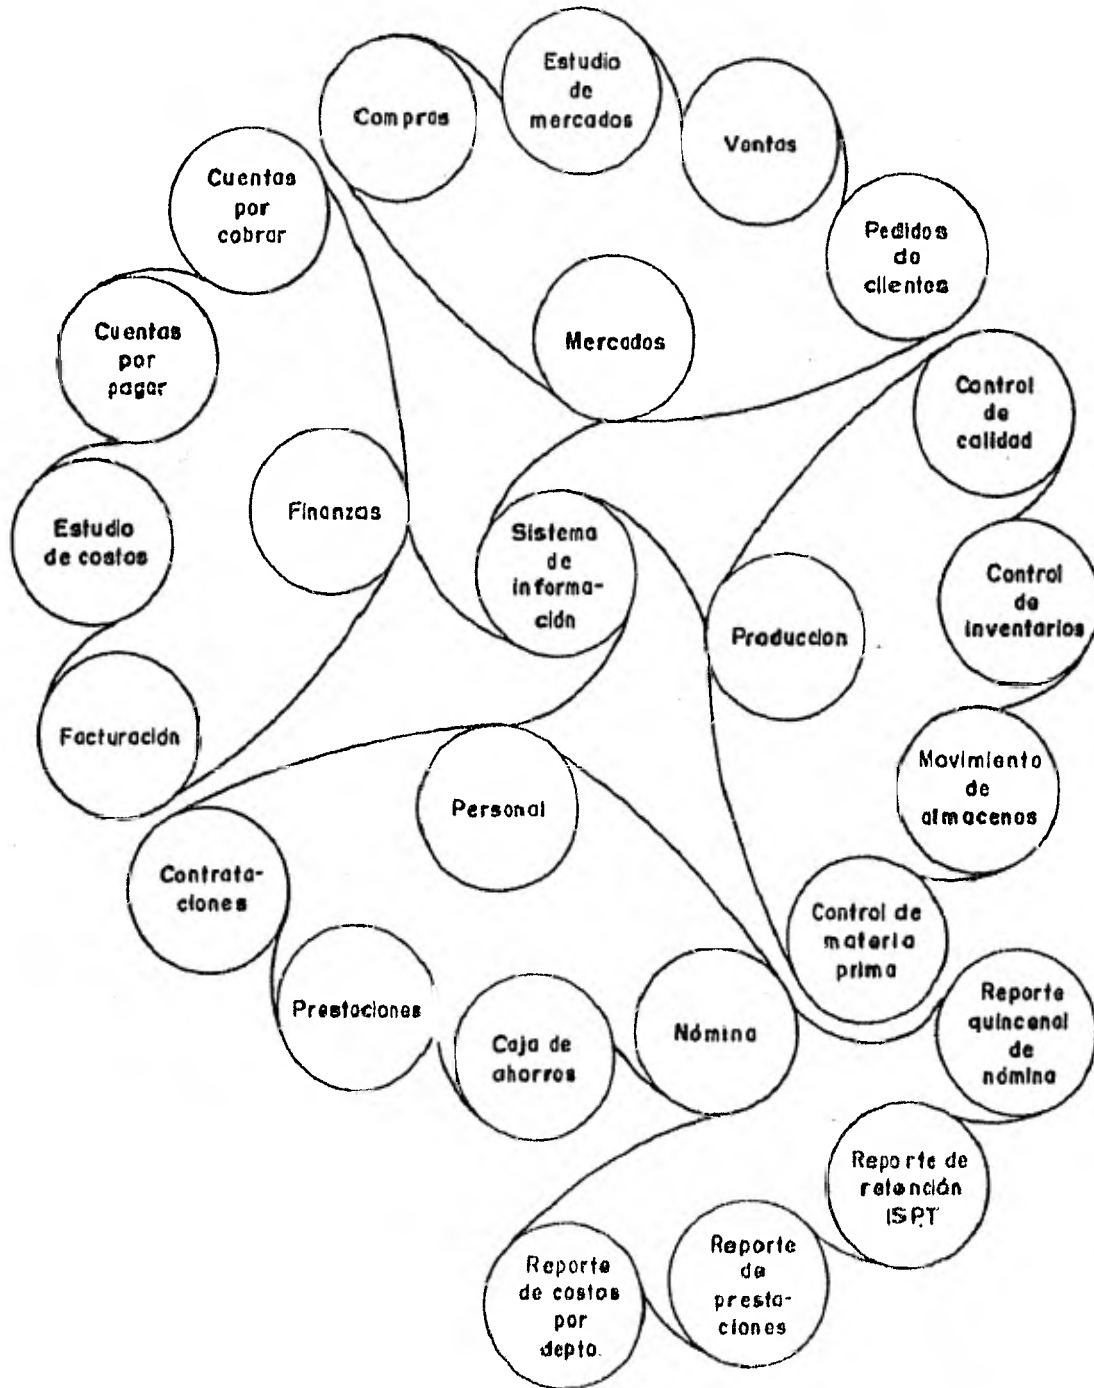 Compras
Estudio
de
mercados
Ventas
Cuentas
por
cobrar
Pedidos
de
clientes
Cuentas
por
pagar
Mercados
Control
de
calidad
Finanzas
Estudio
de costos
Sistema
de
informa-
ción
Control
de
inventarios
Produccion
Facturación
Personal
Movimiento
de
almacenes
Contrata-
ciones
Control de
materia
prima
Prestaciones
Caja de
ahorros
Nómina
Reporte
quincenal
de
nómina
Reporte de
retención
ISPT
Reporte
de
presta-
ciones
Reporte
de costos
por
depto.